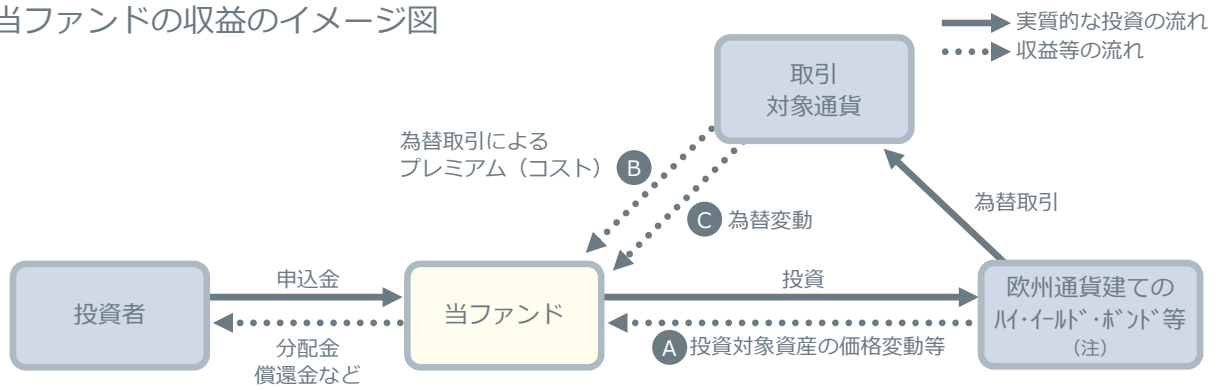 当ファンドの収益のイメージ図
実質的な投資の流れ
収益等の流れ
取引
対象通貨
為替取引による
プレミアム（コスト） B
C 為替変動
為替取引
投資者
申込金
分配金
償還金など
当ファンド
投資
A 投資対象資産の価格変動等
欧州通貨建ての
ﾊｲ･ｲｰﾙﾄﾞ･ﾎﾞﾝﾄﾞ等
（注）